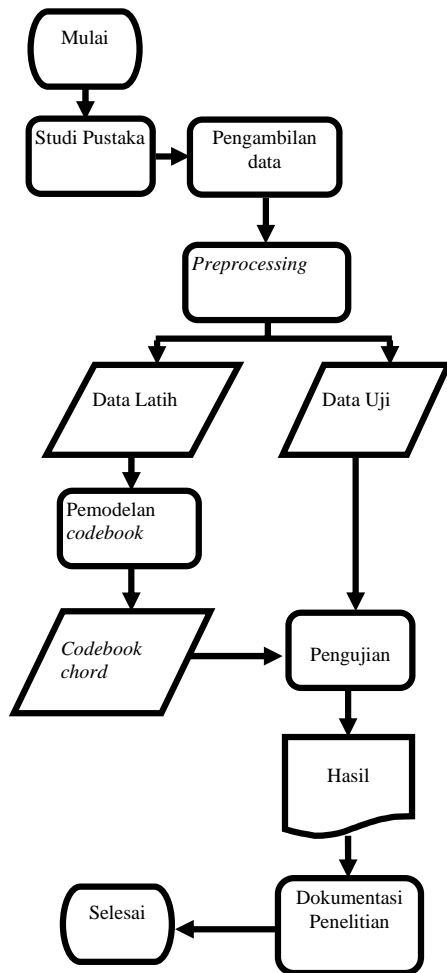 Mulai
Studi Pustaka
Pengambilan
data
Preprocessing
Data Latih
Data Uji
Pemodelan
codebook
Codebook
chord
Pengujian
Hasil
Dokumentasi
Penelitian
Selesai